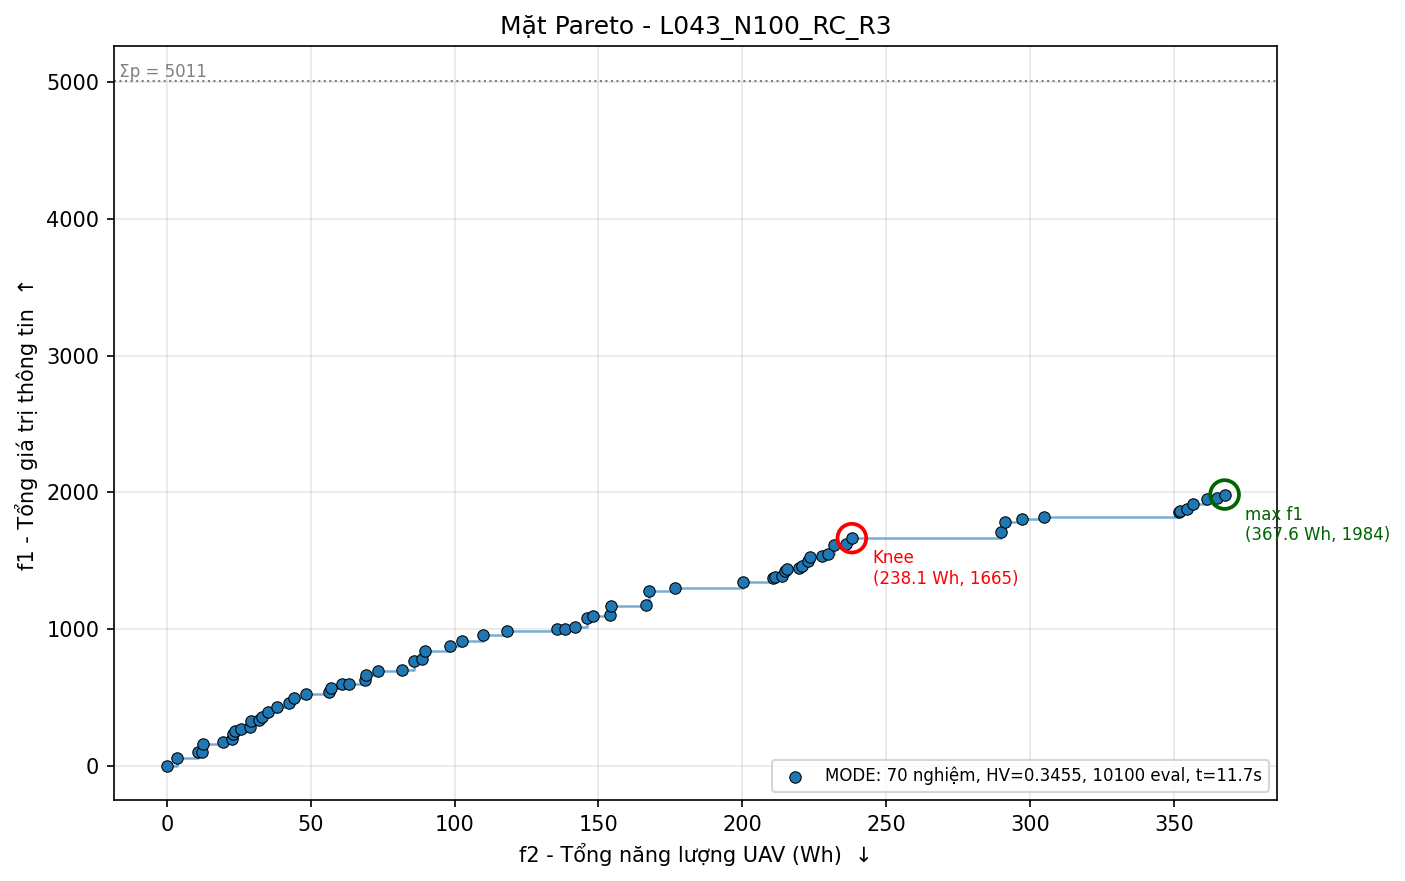 Mặt Pareto - L043_N100_RC_R3
Σp = 5011
5000
4000
3000
2000
1000
0
f1 - Tổng giá trị thông tin ↑
Knee
(238.1 Wh, 1665)
max f1
(367.6 Wh, 1984)
MODE: 70 nghiệm, HV=0.3455, 10100 eval, t=11.7s
0 50 100 150 200 250 300 350
f2 - Tổng năng lượng UAV (Wh) ↓